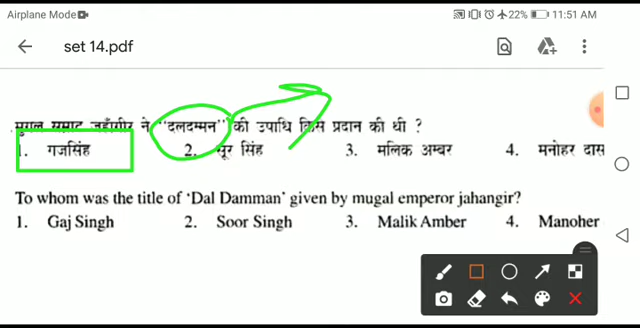 Airplane Mode 22% 11:51 AM
set 14.pdf
मुगल सम्राट जहाँगीर ने "दलदम्मन" की उपाधि किसे प्रदान की थी ?
1. गजसिंह 2. सूर सिंह 3. मलिक अम्बर 4. मनोहर दास
To whom was the title of 'Dal Damman' given by mugal emperor jahangir?
1. Gaj Singh 2. Soor Singh 3. Malik Amber 4. Manoher